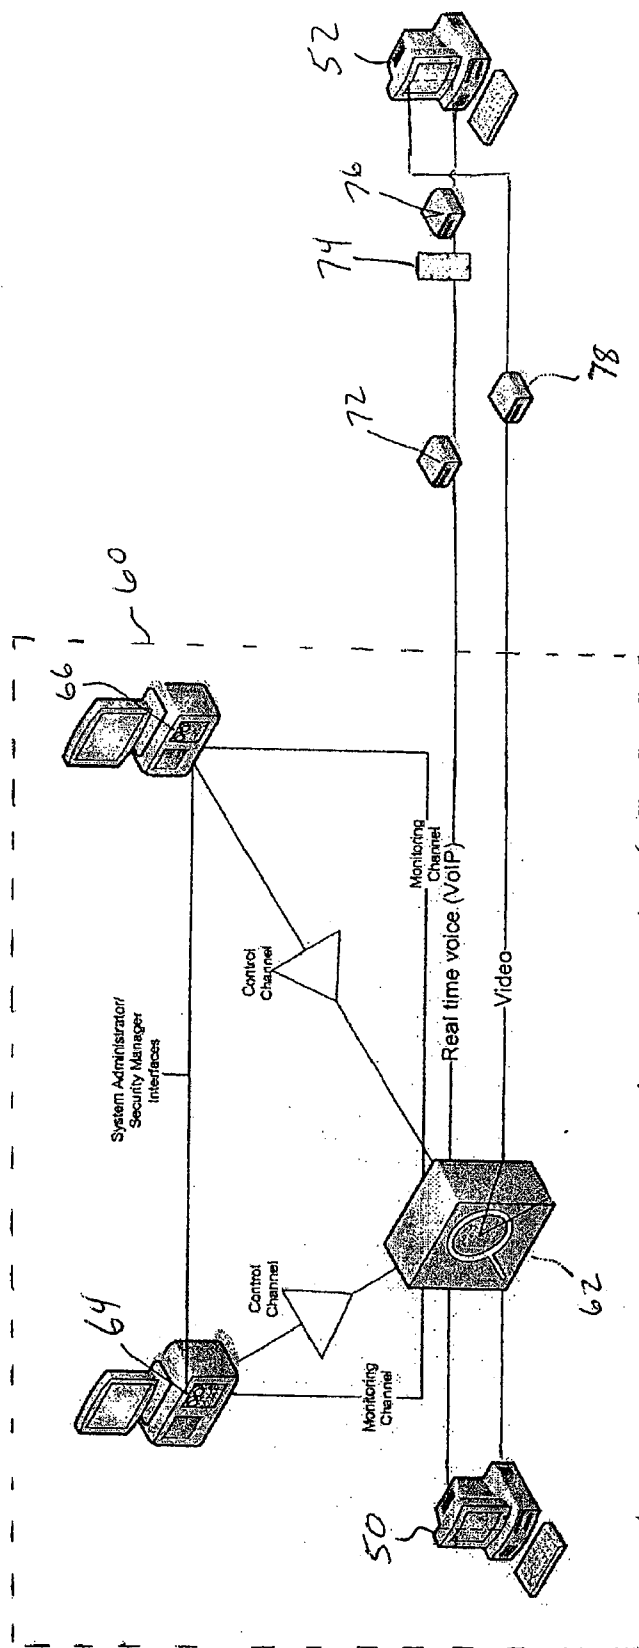 60
66
64
System Administrator/
Security Manager
Interfaces
Control
Channel
Control
Channel
Monitoring
Channel
Monitoring
Channel
Real time voice (VoIP)
Video
50
62
72
74
76
52
78